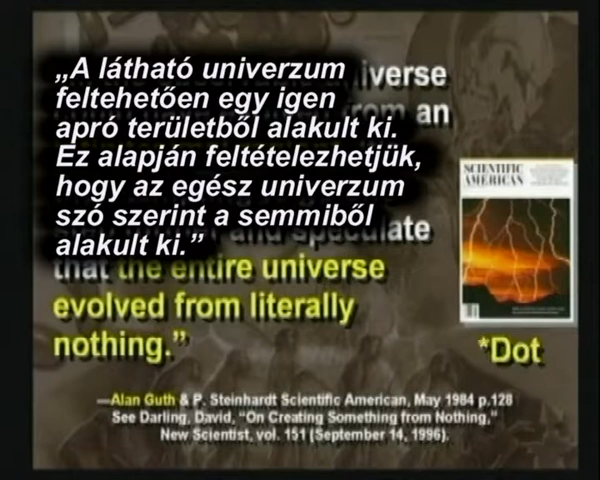 „A látható univerzum
feltehetően egy igen
apró területből alakult ki.
Ez alapján feltételezhetjük,
hogy az egész univerzum
szó szerint a semmiből
alakult ki.”
iverse
an
and speculate
that the entire universe
evolved from literally
nothing.”
SCIENTIFIC
AMERICAN
*Dot
—Alan Guth & P. Steinhardt Scientific American, May 1984 p.128
See Darling, David, "On Creating Something from Nothing,"
New Scientist, vol. 151 (September 14, 1996).